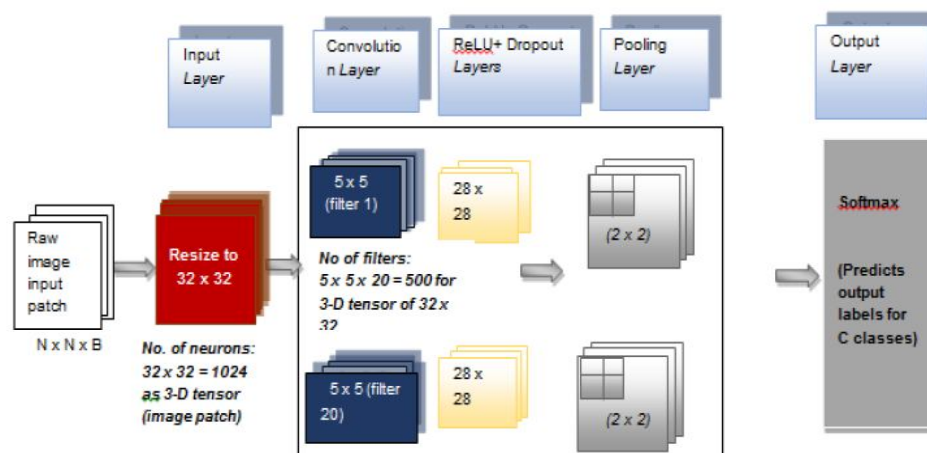 Input
Layer
Convolutio
n Layer
ReLU+ Dropout
Layers
Pooling
Layer
Output
Layer
Raw
image
input
patch
N x N x B
Resize to
32 x 32
No. of neurons:
32 x 32 = 1024
as 3-D tensor
(image patch)
5 x 5
(filter 1)
28 x
28
(2 x 2)
No of filters:
5 x 5 x 20 = 500 for
3-D tensor of 32 x
32
5 x 5 (filter
20)
28 x
28
(2 x 2)
Softmax
(Predicts
output
labels for
C classes)